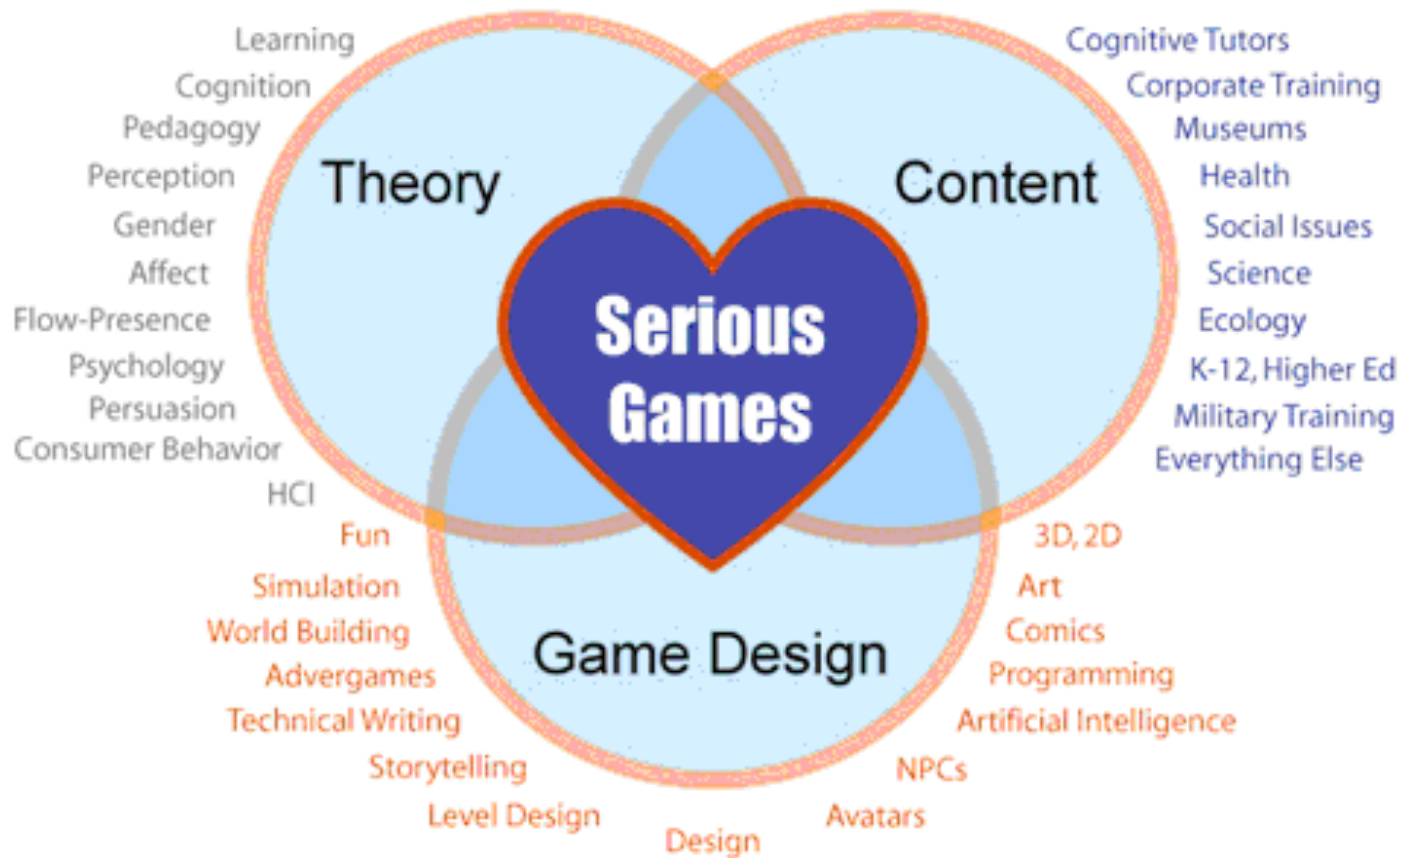 Learning
Cognition
Pedagogy
Perception
Gender
Affect
Flow-Presence
Psychology
Persuasion
Consumer Behavior
HCI
Theory
Content
Cognitive Tutors
Corporate Training
Museums
Health
Social Issues
Science
Ecology
K-12, Higher Ed
Military Training
Everything Else
Serious
Games
Game Design
Fun
Simulation
World Building
Advergames
Technical Writing
Storytelling
Level Design
Design
Avatars
NPCs
Artificial Intelligence
Programming
Comics
Art
3D, 2D